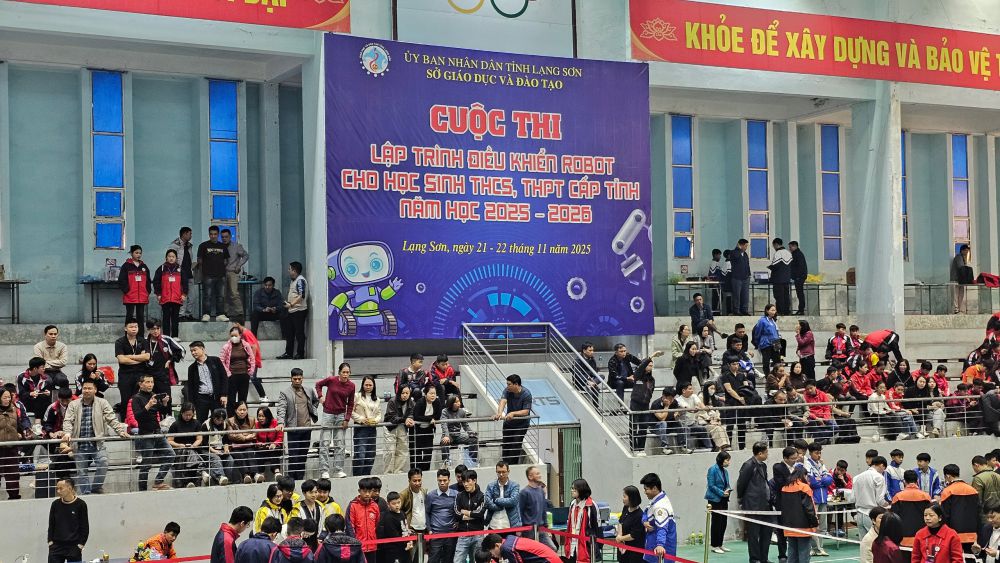 KHỎE ĐỂ XÂY DỰNG VÀ BẢO VỆ T
ỦY BAN NHÂN DÂN TỈNH LẠNG SƠN
SỞ GIÁO DỤC VÀ ĐÀO TẠO
CUỘC THI
LẬP TRÌNH ĐIỀU KHIỂN ROBOT
CHO HỌC SINH THCS, THPT CẤP TỈNH
NĂM HỌC 2025 - 2026
Lạng Sơn, ngày 21 - 22 tháng 11 năm 2025